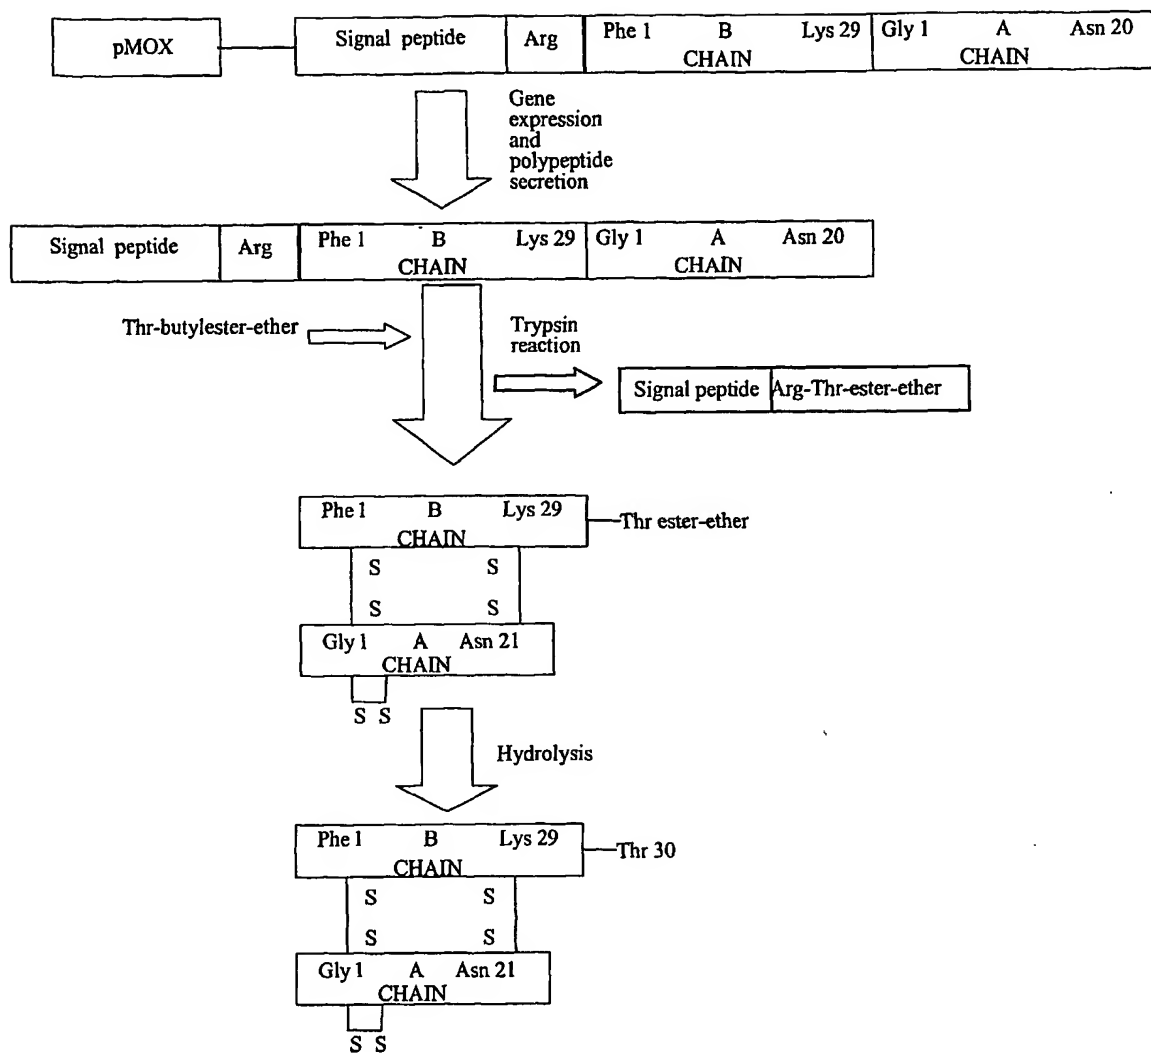 pMOX
Signal peptide
Arg
Phe 1 B Lys 29
CHAIN
Gly 1 A Asn 20
CHAIN
Gene
expression
and
polypeptide
secretion
Signal peptide
Arg
Phe 1 B Lys 29
CHAIN
Gly 1 A Asn 20
CHAIN
Thr-butylester-ether
Trypsin
reaction
Signal peptide
Arg-Thr-ester-ether
Phe 1 B Lys 29
CHAIN
Thr ester-ether
S S
S S
Gly 1 A Asn 21
CHAIN
S S
Hydrolysis
Phe 1 B Lys 29
CHAIN
Thr 30
S S
S S
Gly 1 A Asn 21
CHAIN
S S